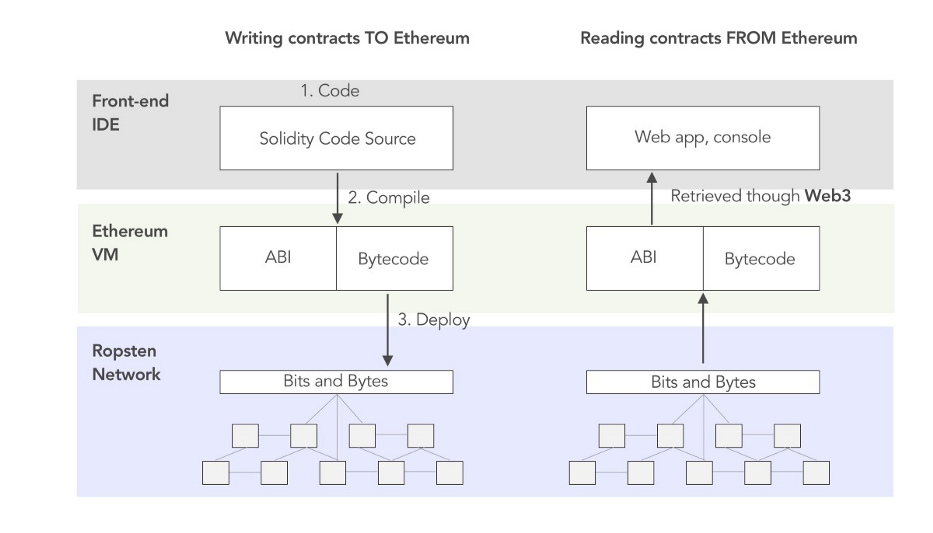 Writing contracts TO Ethereum
Reading contracts FROM Ethereum
Front-end
IDE
1. Code
Solidity Code Source
Web app, console
2. Compile
Retrieved though Web3
Ethereum
VM
ABI
Bytecode
ABI
Bytecode
3. Deploy
Ropsten
Network
Bits and Bytes
Bits and Bytes